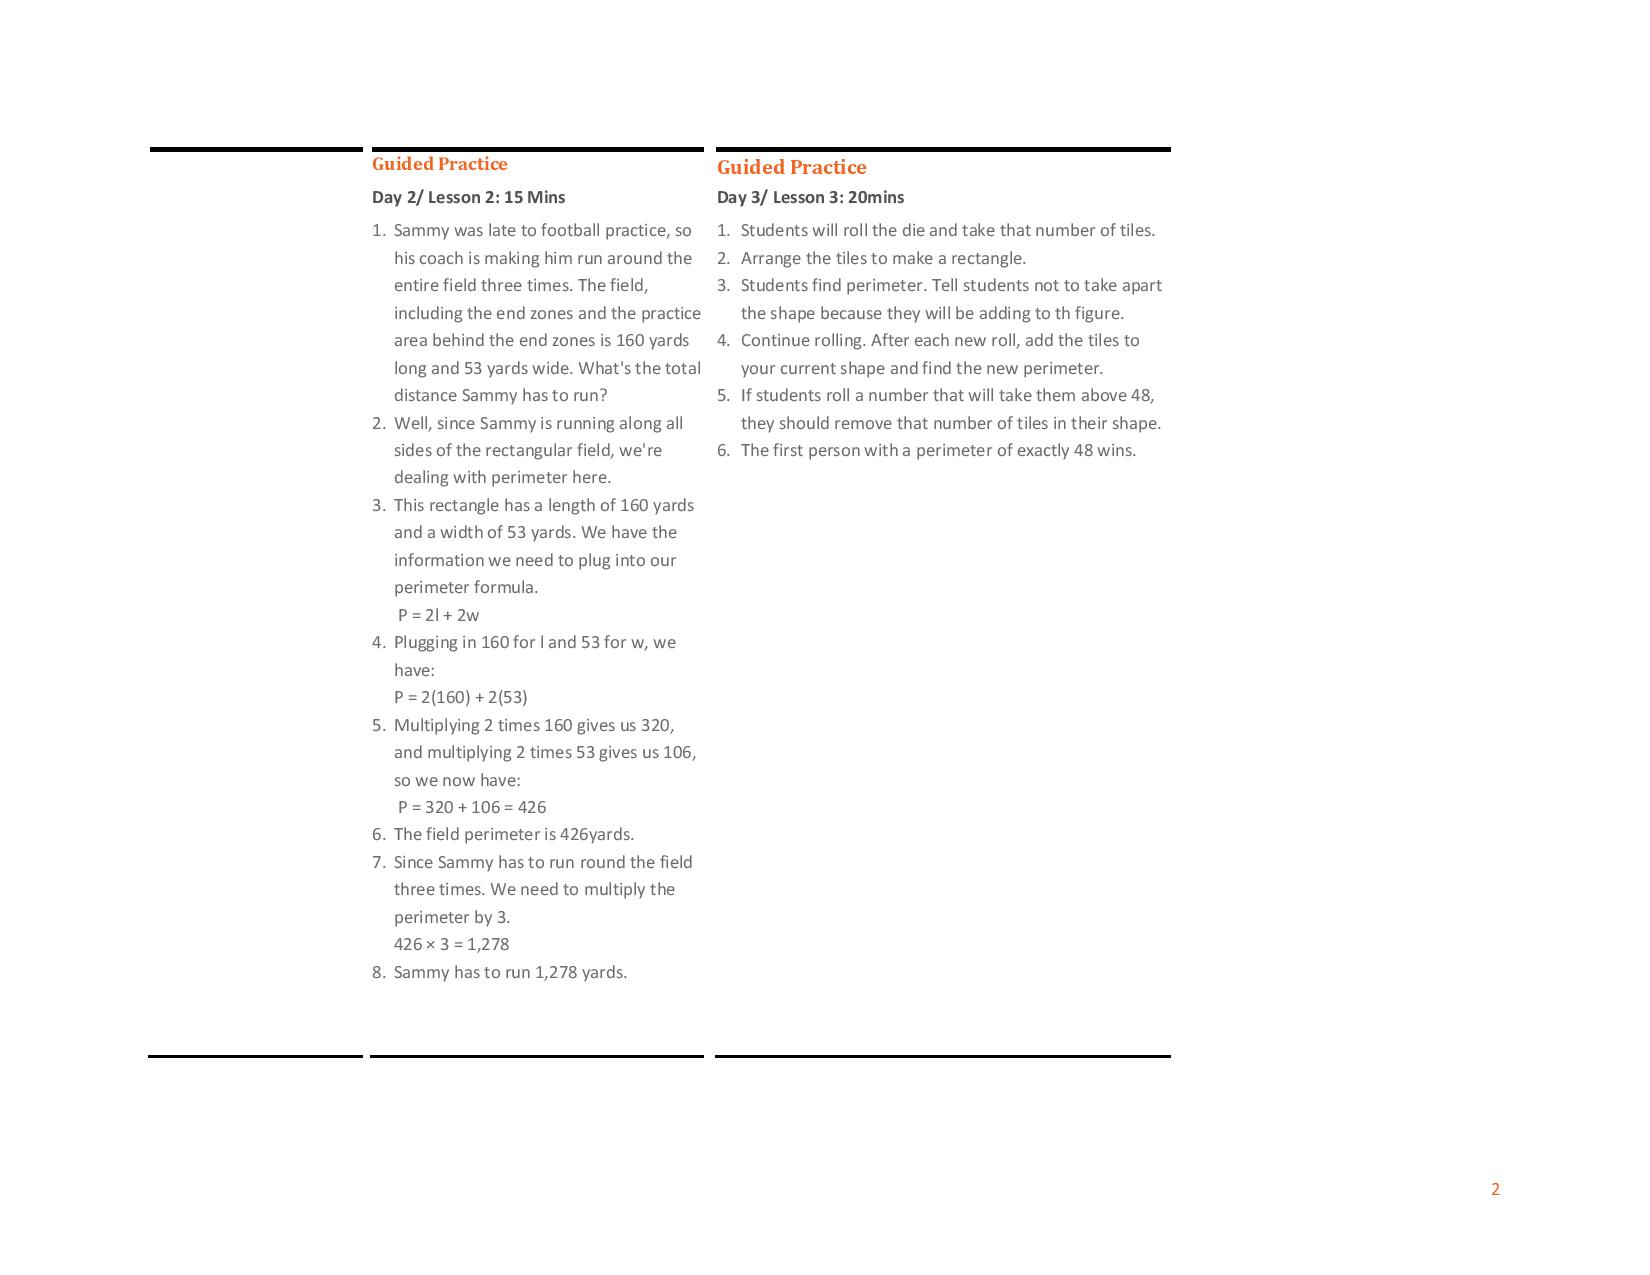 Guided Practice
Day 2/ Lesson 2: 15 Mins
1. Sammy was late to football practice, so
his coach is making him run around the
entire field three times. The field,
including the end zones and the practice
area behind the end zones is 160 yards
long and 53 yards wide. What's the total
distance Sammy has to run?
2. Well, since Sammy is running along all
sides of the rectangular field, we're
dealing with perimeter here.
3. This rectangle has a length of 160 yards
and a width of 53 yards. We have the
information we need to plug into our
perimeter formula.
P = 2l + 2w
4. Plugging in 160 for l and 53 for w, we
have:
P = 2(160) + 2(53)
5. Multiplying 2 times 160 gives us 320,
and multiplying 2 times 53 gives us 106,
so we now have:
P = 320 + 106 = 426
6. The field perimeter is 426yards.
7. Since Sammy has to run round the field
three times. We need to multiply the
perimeter by 3.
426 × 3 = 1,278
8. Sammy has to run 1,278 yards.
Guided Practice
Day 3/ Lesson 3: 20mins
1. Students will roll the die and take that number of tiles.
2. Arrange the tiles to make a rectangle.
3. Students find perimeter. Tell students not to take apart
the shape because they will be adding to th figure.
4. Continue rolling. After each new roll, add the tiles to
your current shape and find the new perimeter.
5. If students roll a number that will take them above 48,
they should remove that number of tiles in their shape.
6. The first person with a perimeter of exactly 48 wins.
2